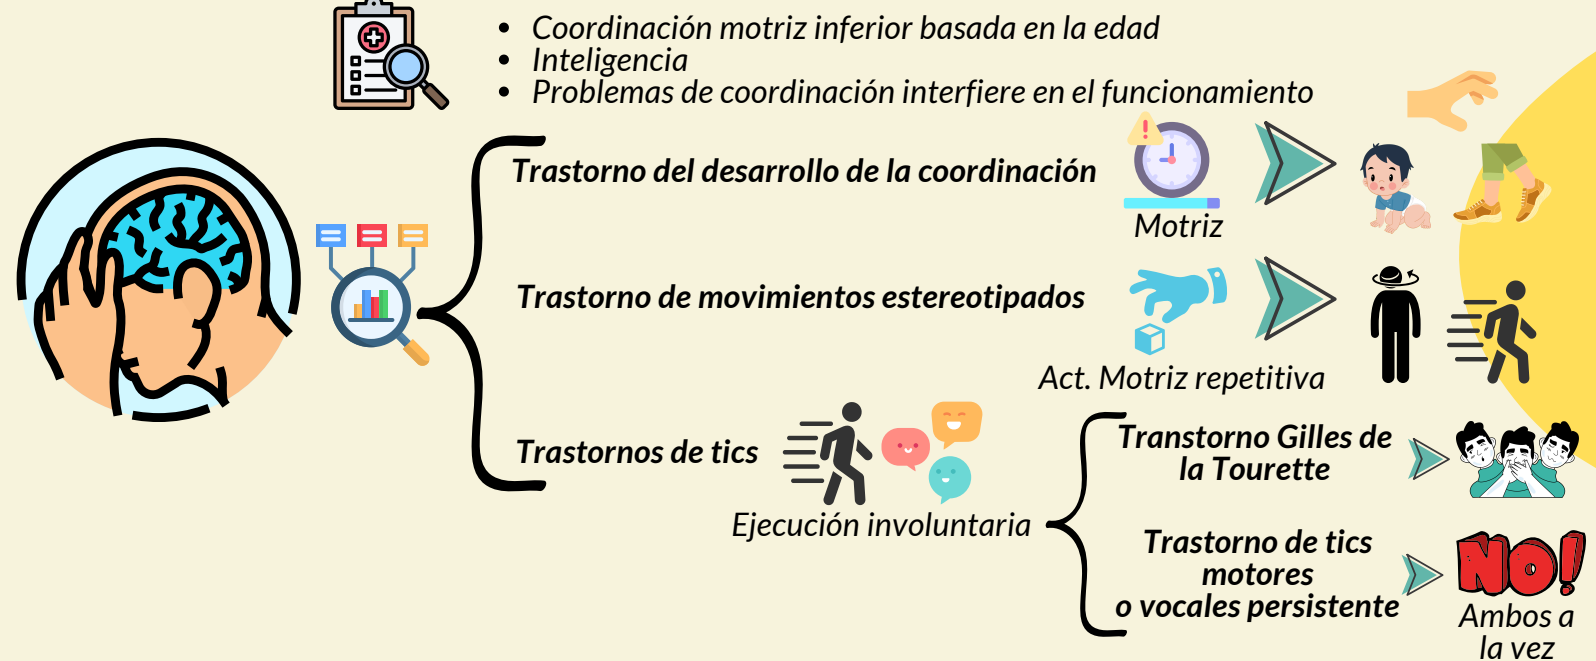 • Coordinación motriz inferior basada en la edad
• Inteligencia
• Problemas de coordinación interfiere en el funcionamiento
Trastorno del desarrollo de la coordinación
Motriz
Trastorno de movimientos estereotipados
Act. Motriz repetitiva
Trastornos de tics
Ejecución involuntaria
Transtorno Gilles de
la Tourette
Trastorno de tics
motores
o vocales persistente
NO!
Ambos a
la vez